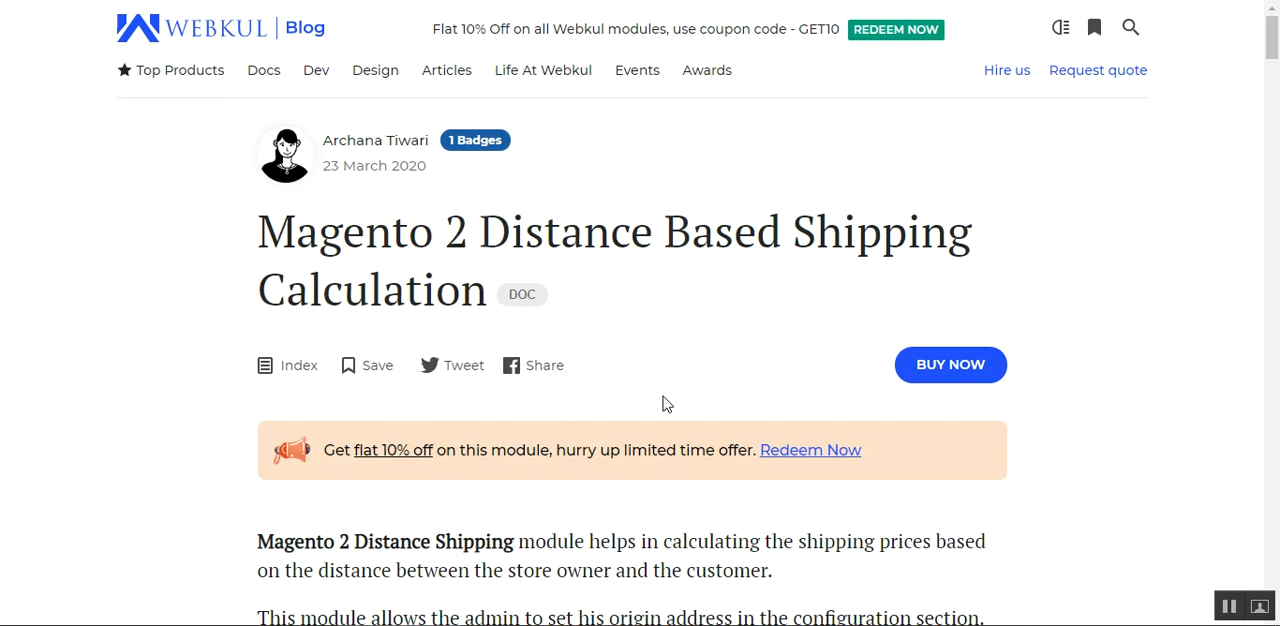 WEBKUL | Blog
Flat 10% Off on all Webkul modules, use coupon code - GET10 REDEEM NOW
Top Products Docs Dev Design Articles Life At Webkul Events Awards Hire us Request quote
Archana Tiwari 1 Badges
23 March 2020
Magento 2 Distance Based Shipping
Calculation DOC
Index Save Tweet Share BUY NOW
Get flat 10% off on this module, hurry up limited time offer. Redeem Now
Magento 2 Distance Shipping module helps in calculating the shipping prices based
on the distance between the store owner and the customer.
This module allows the admin to set his origin address in the configuration section.